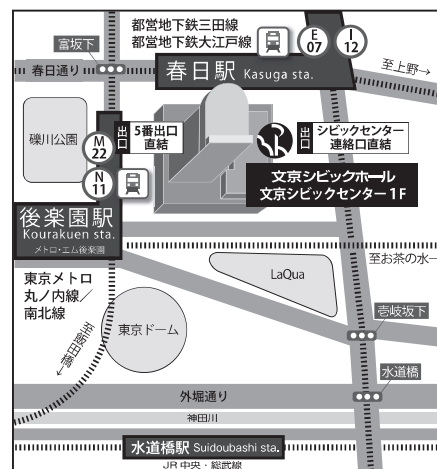 都営地下鉄三田線
都営地下鉄大江戸線
E
07
I
12
富坂下
春日通り
春日駅 Kasuga sta.
至上野→
礫川公園
M
22
N
11
出口
5番出口
直結
出口
シビックセンター
連絡口直結
文京シビックホール
文京シビックセンター1F
後楽園駅
Kourakuen sta.
メトロ・エム後楽園
東京メトロ
丸ノ内線／
南北線
至お茶の水→
LaQua
壱岐坂下
至飯田橋→
東京ドーム
水道橋
外堀通り
神田川
水道橋駅 Suidoubashi sta.
JR中央・総武線